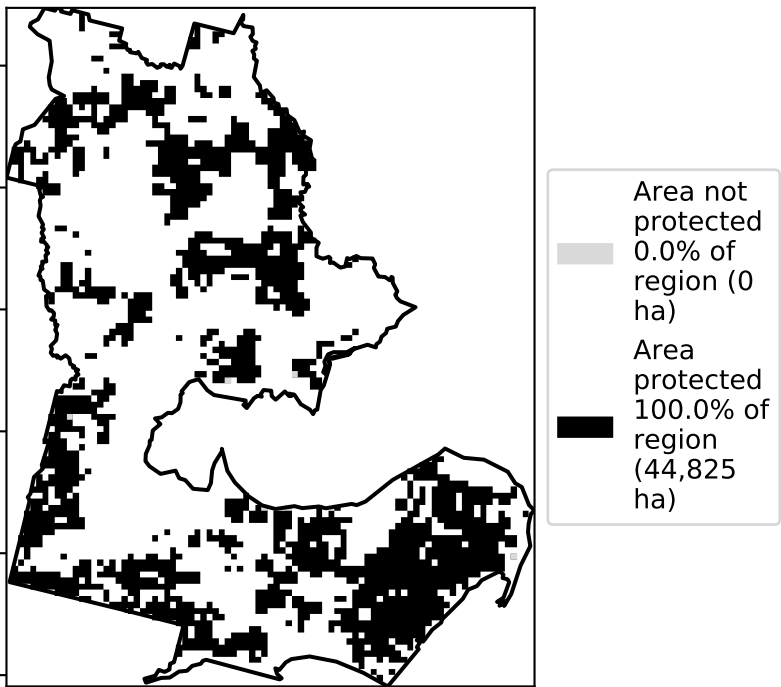 Area not
protected
0.0% of
region (0
ha)
Area
protected
100.0% of
region
(44,825
ha)